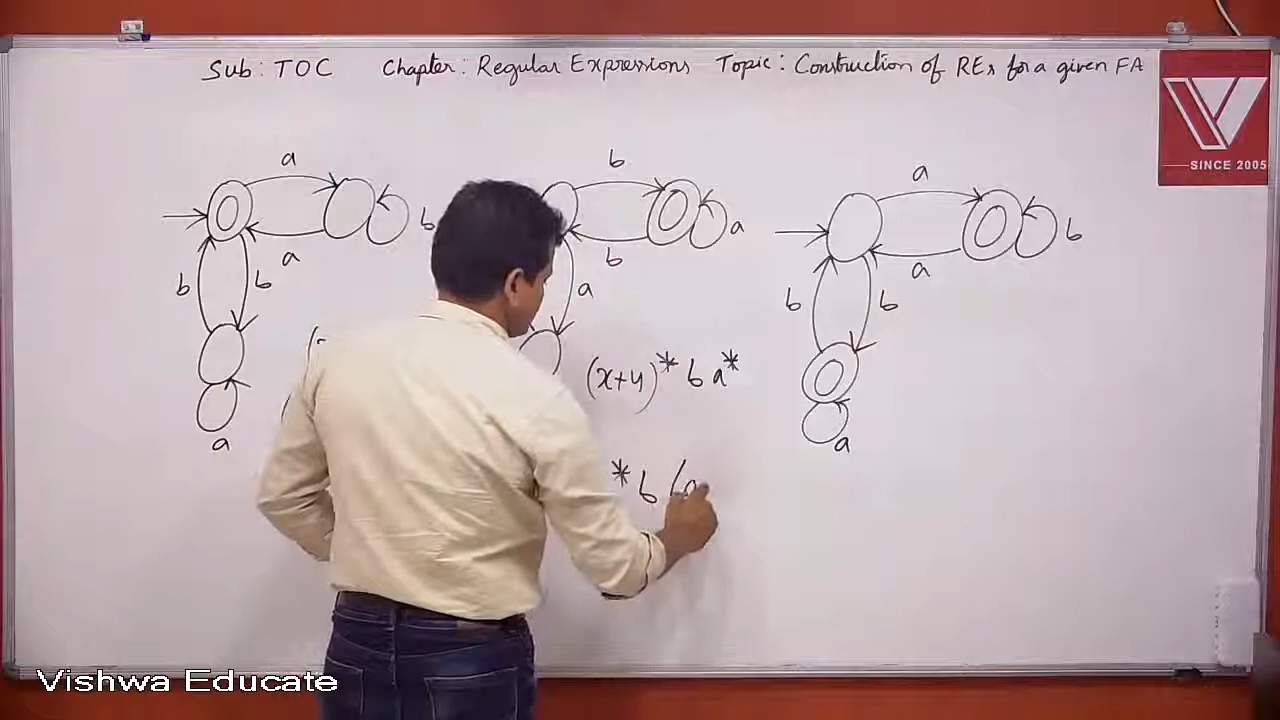 Sub : TOC Chapter : Regular Expressions Topic : Construction of REs for a given FA
SINCE 2005
a
b
a
b
b
a
b
a
b
a
(x+y)* b a*
* b (a
a
b
a
b
b
a
Vishwa Educate